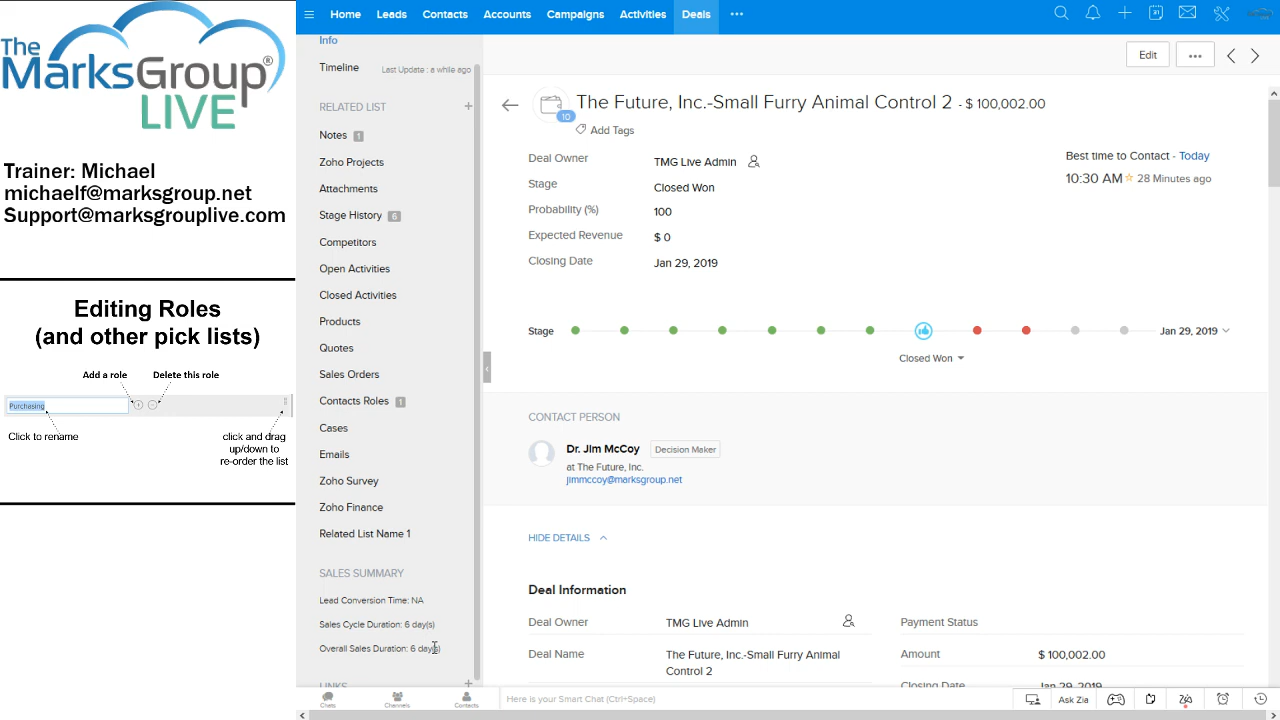 The
MarksGroup®
LIVE
Trainer: Michael
michaelf@marksgroup.net
Support@marksgrouplive.com
Editing Roles
(and other pick lists)
Add a role
Delete this role
Purchasing
Click to rename
click and drag
up/down to
re-order the list
Home Leads Contacts Accounts Campaigns Activities Deals •••
Info
Timeline
Last Update : a while ago
RELATED LIST +
Notes 1
Zoho Projects
Attachments
Stage History 6
Competitors
Open Activities
Closed Activities
Products
Quotes
Sales Orders
Contacts Roles 1
Cases
Emails
Zoho Survey
Zoho Finance
Related List Name 1
SALES SUMMARY
Lead Conversion Time: NA
Sales Cycle Duration: 6 day(s)
Overall Sales Duration: 6 day(s)
LINKS +
Chats Channels Contacts
Edit •••
The Future, Inc.-Small Furry Animal Control 2 - $ 100,002.00
10
Add Tags
Deal Owner TMG Live Admin
Stage Closed Won
Probability (%) 100
Expected Revenue $ 0
Closing Date Jan 29, 2019
Best time to Contact - Today
10:30 AM 28 Minutes ago
Stage Jan 29, 2019
Closed Won
CONTACT PERSON
Dr. Jim McCoy Decision Maker
at The Future, Inc.
jimmccoy@marksgroup.net
HIDE DETAILS
Deal Information
Deal Owner TMG Live Admin
Payment Status
Deal Name The Future, Inc.-Small Furry Animal
Control 2
Amount $ 100,002.00
Closing Date Jan 29, 2019
Here is your Smart Chat (Ctrl+Space)
Ask Zia